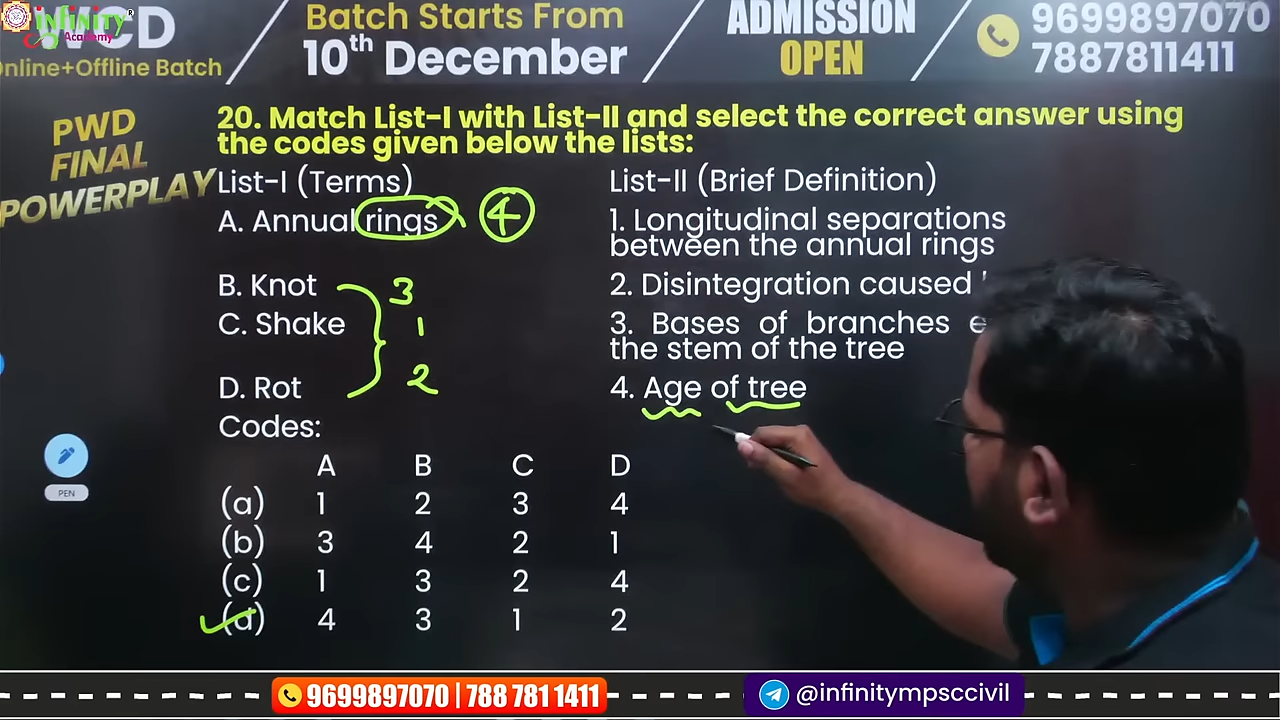 infinity
Academy
CD
Batch Starts From
10th December
ADMISSION
OPEN
9699897070
7887811411
Online+Offline Batch
PWD
FINAL
POWERPLAY
20. Match List-I with List-II and select the correct answer using
the codes given below the lists:
List-I (Terms)
List-II (Brief Definition)
A. Annual rings 4
1. Longitudinal separations
between the annual rings
B. Knot 3
2. Disintegration caused
C. Shake 1
3. Bases of branches
the stem of the tree
D. Rot 2
4. Age of tree
Codes:
A B C D
(a) 1 2 3 4
(b) 3 4 2 1
(c) 1 3 2 4
(d) 4 3 1 2
PEN
9699897070 | 788 781 1411
@infinitympsccivil